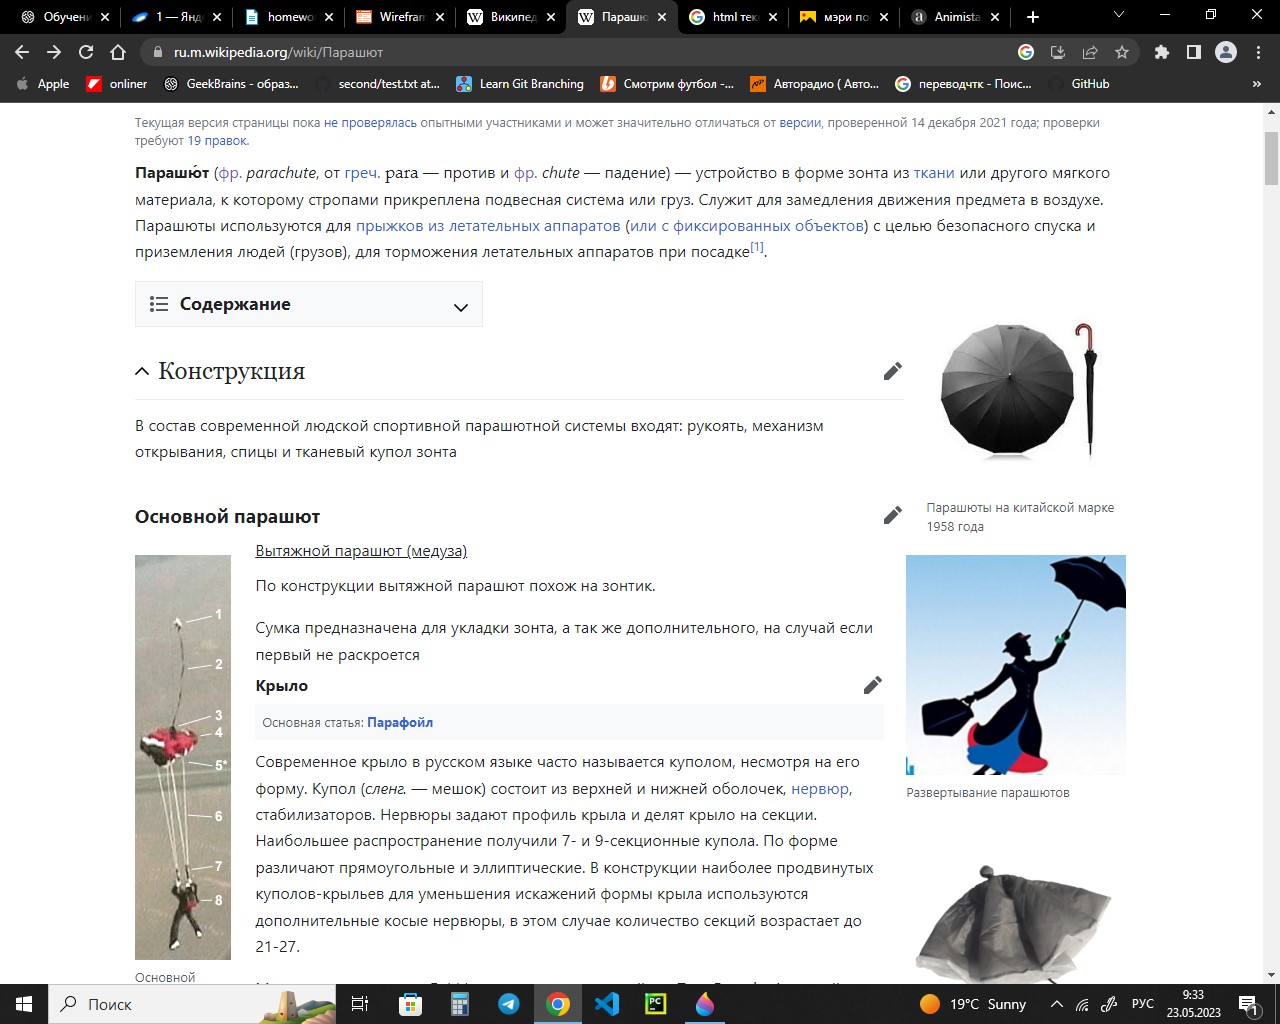 Обучени
1 — Янд
homewo
Wirefram
Википед
Парашю
html тек
мэри по
Animista
ru.m.wikipedia.org/wiki/Парашют
Apple
onliner
GeekBrains - образ...
second/test.txt at...
Learn Git Branching
Смотрим футбол -...
Авторадио ( Авто...
переводчтк - Поис...
GitHub
»
Текущая версия страницы пока не проверялась опытными участниками и может значительно отличаться от версии, проверенной 14 декабря 2021 года; проверки
требуют 19 правок.
Парашю́т (фр. parachute, от греч. para — против и фр. chute — падение) — устройство в форме зонта из ткани или другого мягкого
материала, к которому стропами прикреплена подвесная система или груз. Служит для замедления движения предмета в воздухе.
Парашюты используются для прыжков из летательных аппаратов (или с фиксированных объектов) с целью безопасного спуска и
приземления людей (грузов), для торможения летательных аппаратов при посадке[1].
Содержание
Конструкция
В состав современной людской спортивной парашютной системы входят: рукоять, механизм
открывания, спицы и тканевый купол зонта
Парашюты на китайской марке
1958 года
Основной парашют
Вытяжной парашют (медуза)
По конструкции вытяжной парашют похож на зонтик.
Сумка предназначена для укладки зонта, а так же дополнительного, на случай если
первый не раскроется
Крыло
Основная статья: Парафойл
Современное крыло в русском языке часто называется куполом, несмотря на его
форму. Купол (сленг. — мешок) состоит из верхней и нижней оболочек, нервюр,
стабилизаторов. Нервюры задают профиль крыла и делят крыло на секции.
Наибольшее распространение получили 7- и 9-секционные купола. По форме
различают прямоугольные и эллиптические. В конструкции наиболее продвинутых
куполов-крыльев для уменьшения искажений формы крыла используются
дополнительные косые нервюры, в этом случае количество секций возрастает до
21-27.
1
2
3
4
5*
6
7
8
Основной
Развертывание парашютов
Поиск
PC
19°C Sunny
РУС
9:33
23.05.2023
1